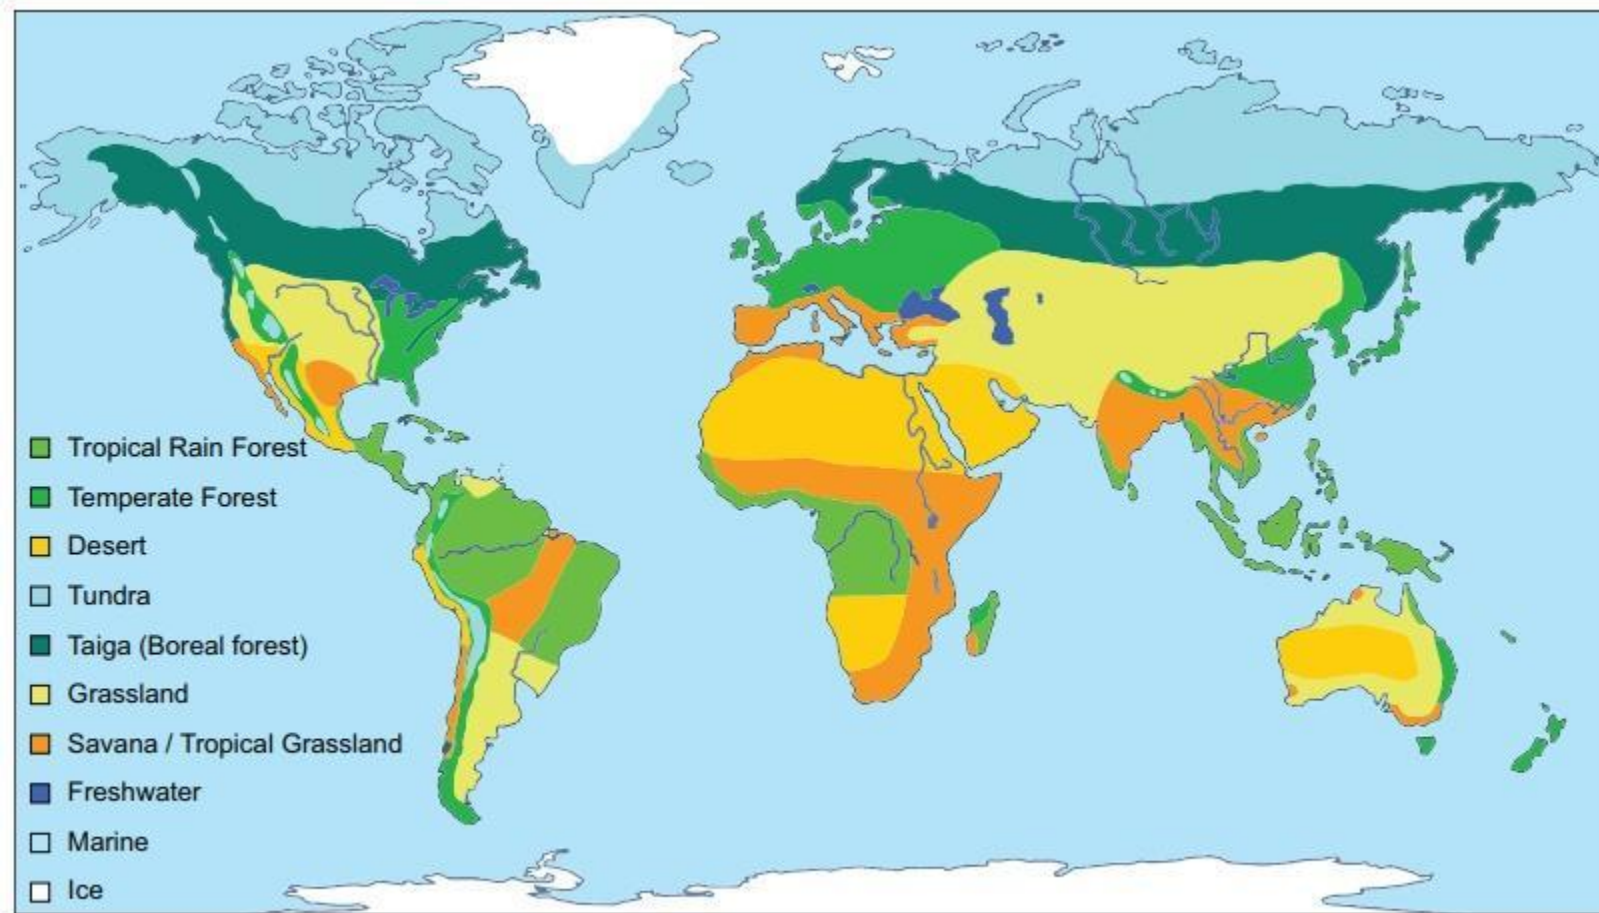 Tropical Rain Forest
Temperate Forest
Desert
Tundra
Taiga (Boreal forest)
Grassland
Savana / Tropical Grassland
Freshwater
Marine
Ice